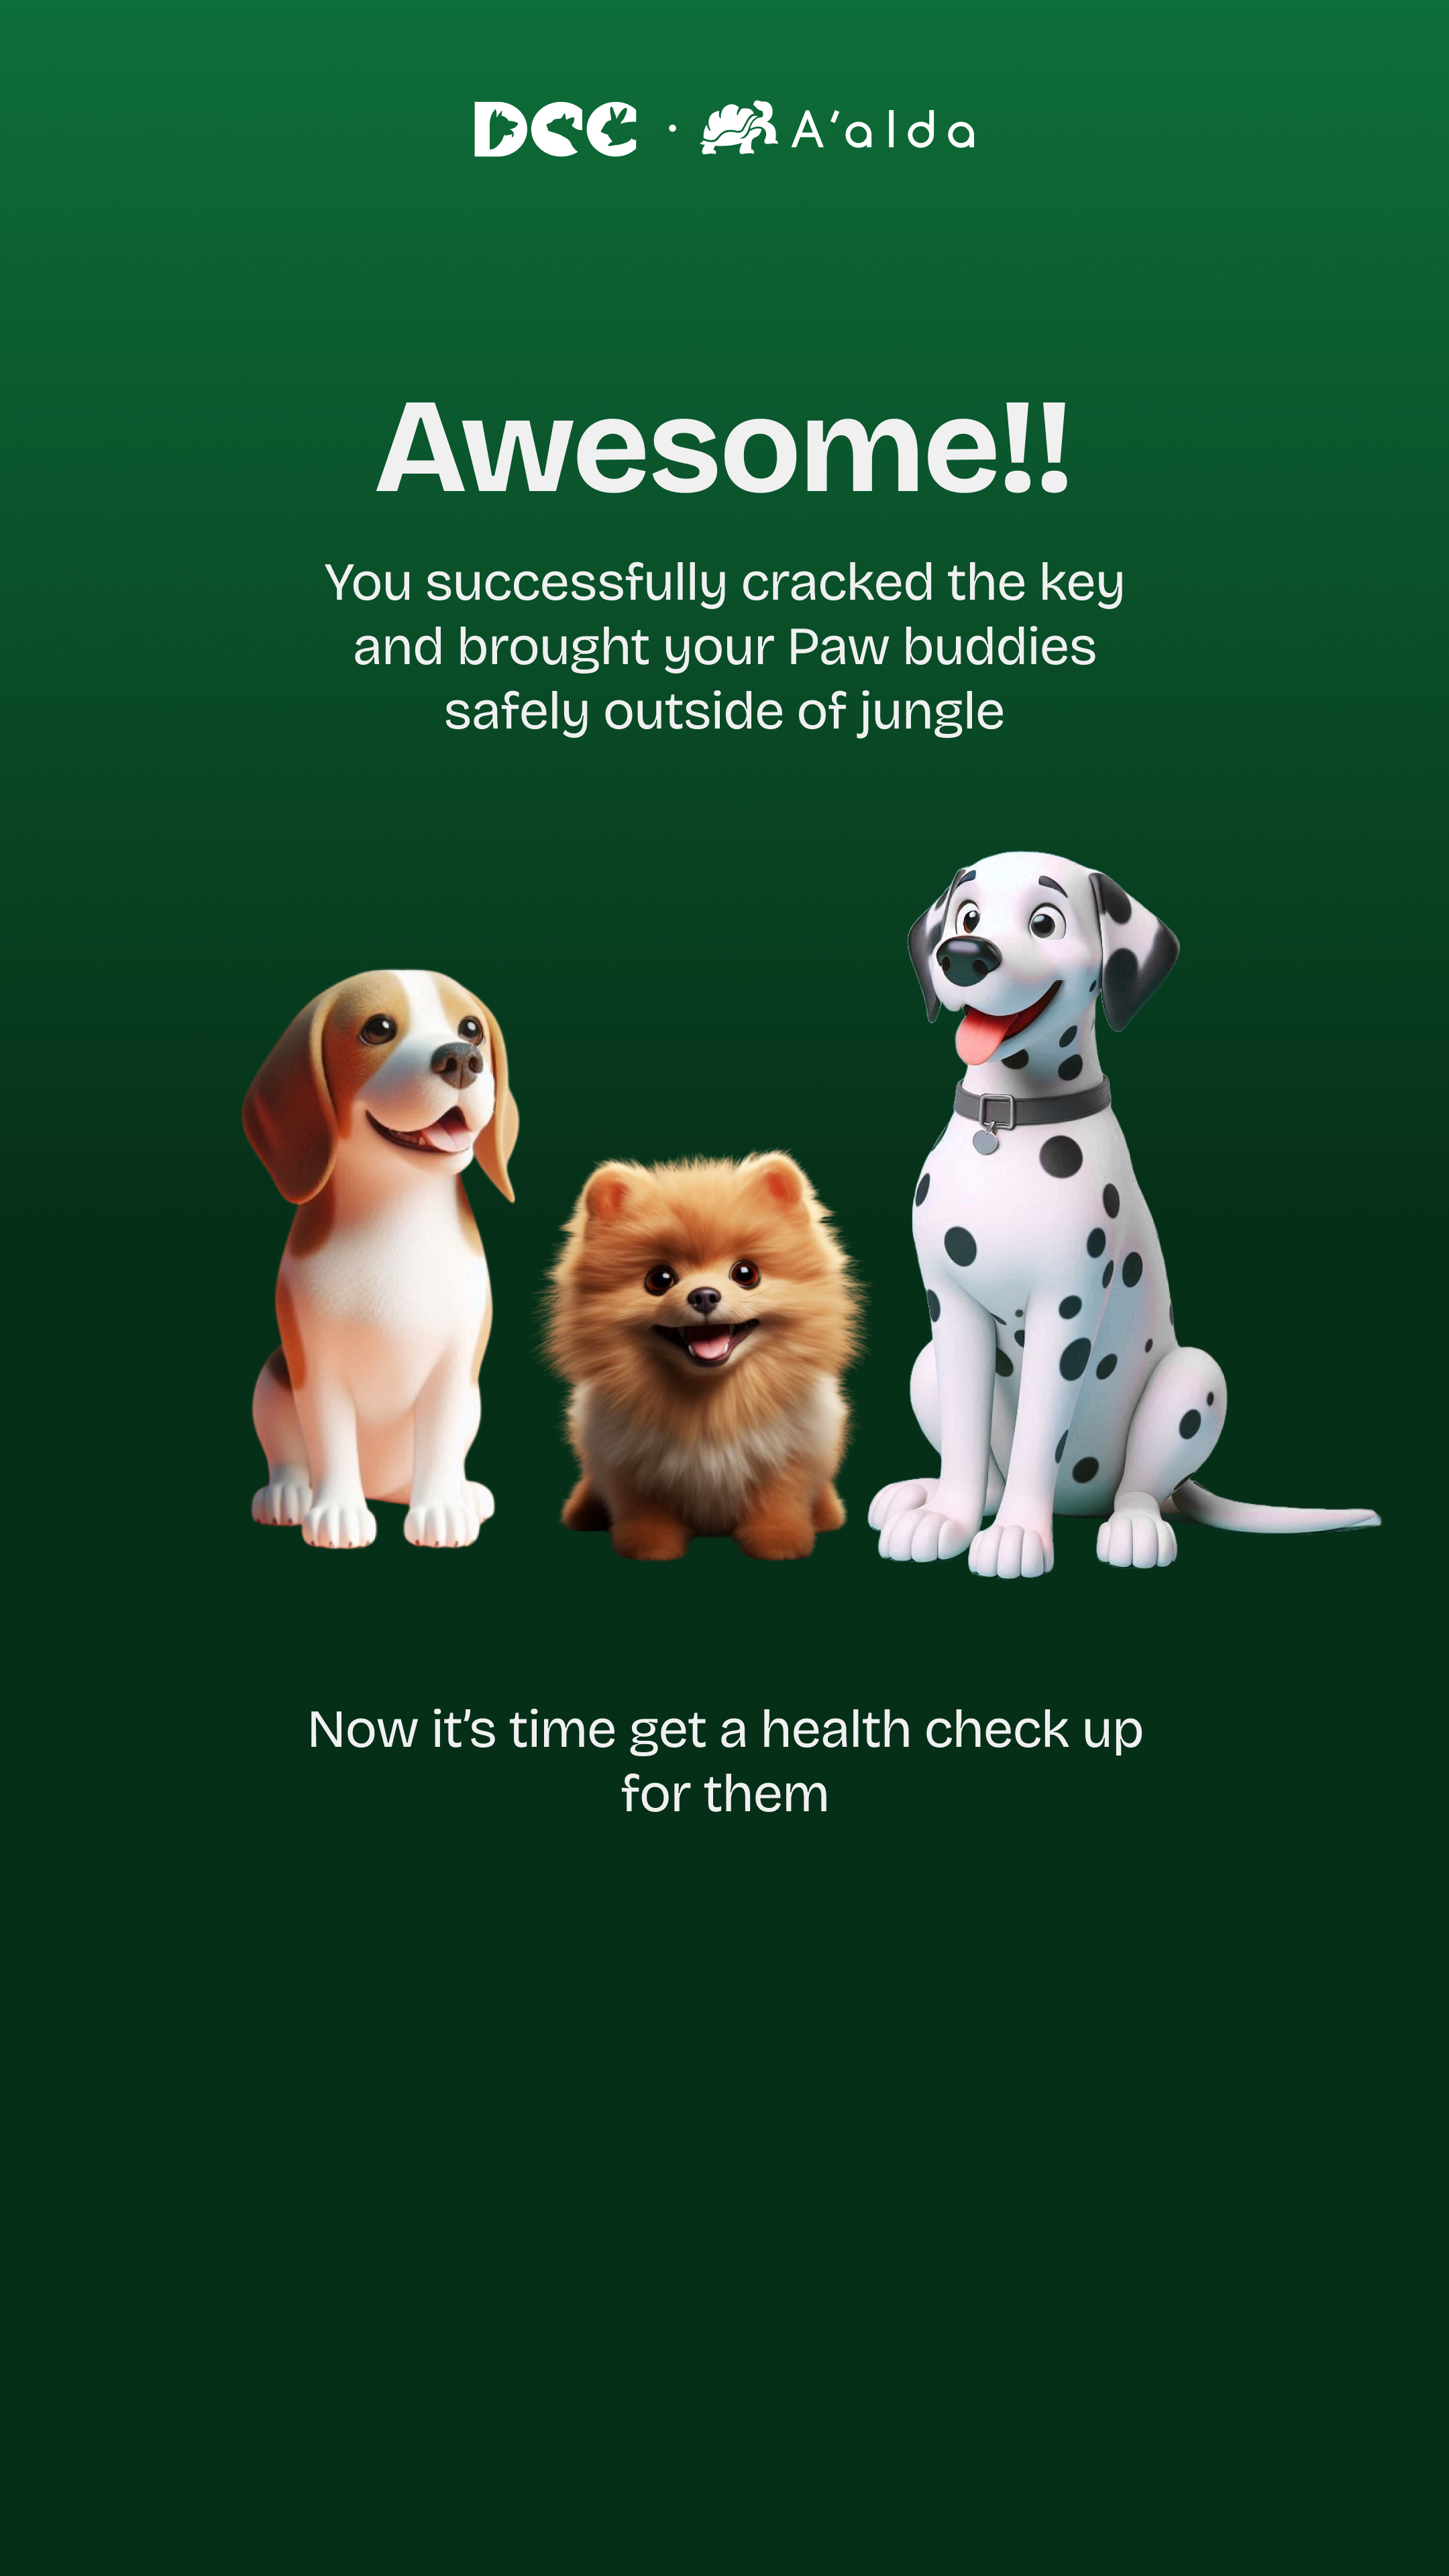 DCC · A'alda
Awesome!!
You successfully cracked the key
and brought your Paw buddies
safely outside of jungle
Now it’s time get a health check up
for them